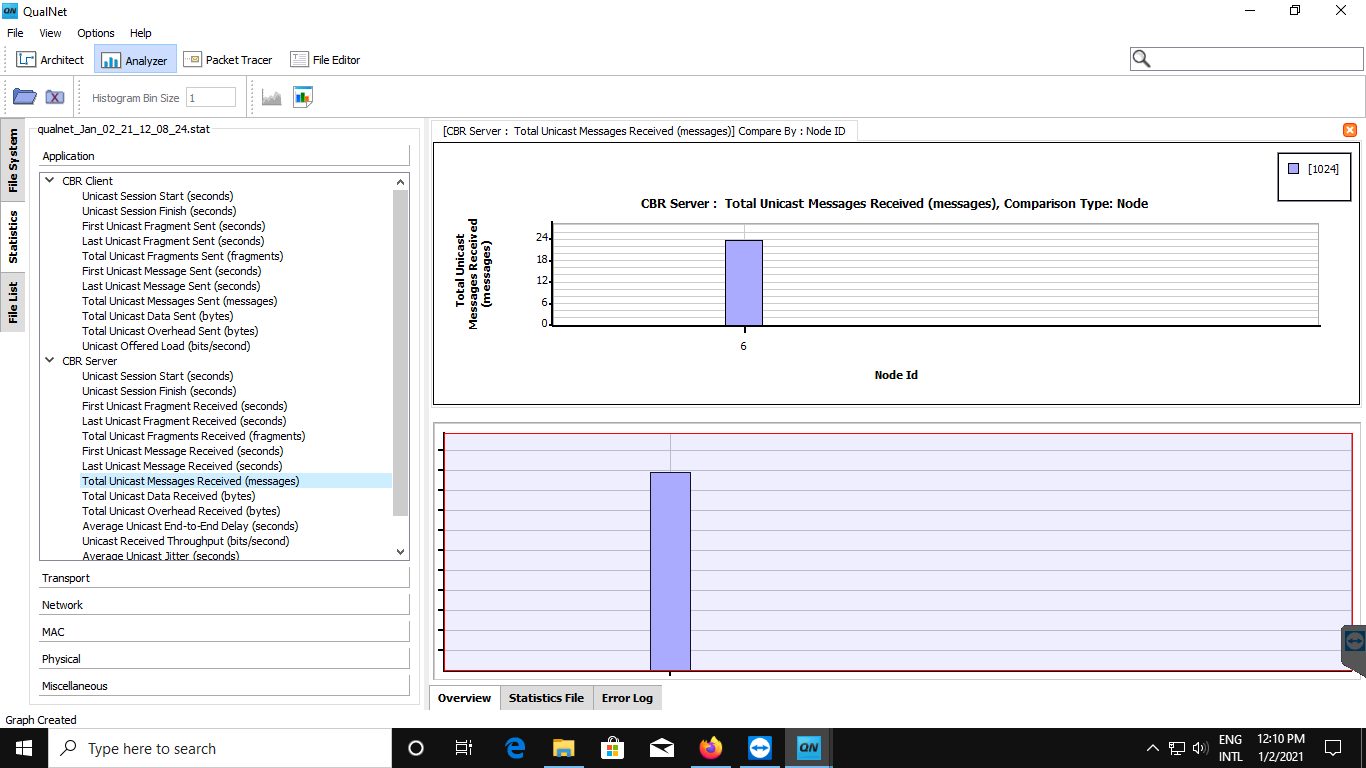 QN QualNet
File View Options Help
Architect Analyzer Packet Tracer File Editor
Histogram Bin Size 1
File System
Statistics
File List
qualnet_Jan_02_21_12_08_24.stat
Application
CBR Client
Unicast Session Start (seconds)
Unicast Session Finish (seconds)
First Unicast Fragment Sent (seconds)
Last Unicast Fragment Sent (seconds)
Total Unicast Fragments Sent (fragments)
First Unicast Message Sent (seconds)
Last Unicast Message Sent (seconds)
Total Unicast Messages Sent (messages)
Total Unicast Data Sent (bytes)
Total Unicast Overhead Sent (bytes)
Unicast Offered Load (bits/second)
CBR Server
Unicast Session Start (seconds)
Unicast Session Finish (seconds)
First Unicast Fragment Received (seconds)
Last Unicast Fragment Received (seconds)
Total Unicast Fragments Received (fragments)
First Unicast Message Received (seconds)
Last Unicast Message Received (seconds)
Total Unicast Messages Received (messages)
Total Unicast Data Received (bytes)
Total Unicast Overhead Received (bytes)
Average Unicast End-to-End Delay (seconds)
Unicast Received Throughput (bits/second)
Average Unicast Jitter (seconds)
Transport
Network
MAC
Physical
Miscellaneous
[CBR Server : Total Unicast Messages Received (messages)] Compare By : Node ID
[1024]
CBR Server : Total Unicast Messages Received (messages), Comparison Type: Node
Total Unicast
Messages Received
(messages)
24
18
12
6
0
6
Node Id
Overview Statistics File Error Log
Graph Created
Type here to search
QN
ENG
INTL
12:10 PM
1/2/2021